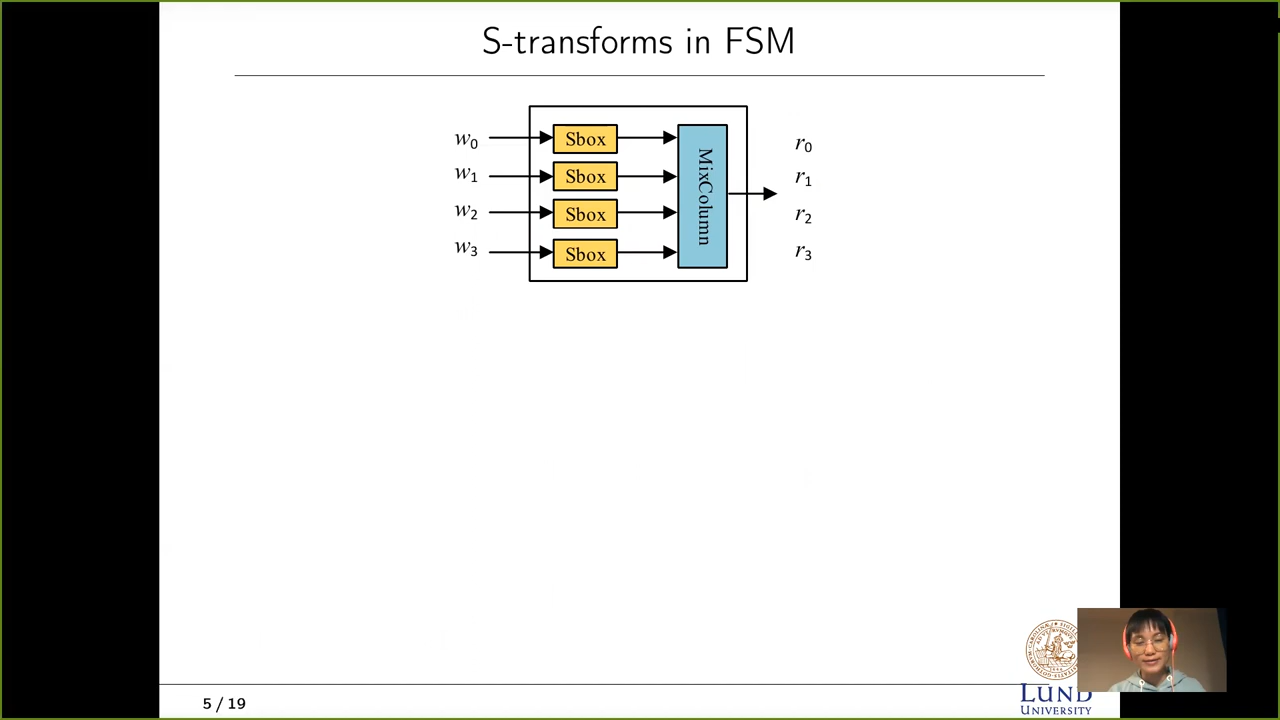 S-transforms in FSM
w0 Sbox r0
w1 Sbox r1
w2 Sbox r2
w3 Sbox r3
MixColumn
5 / 19
LUND
UNIVERSITY